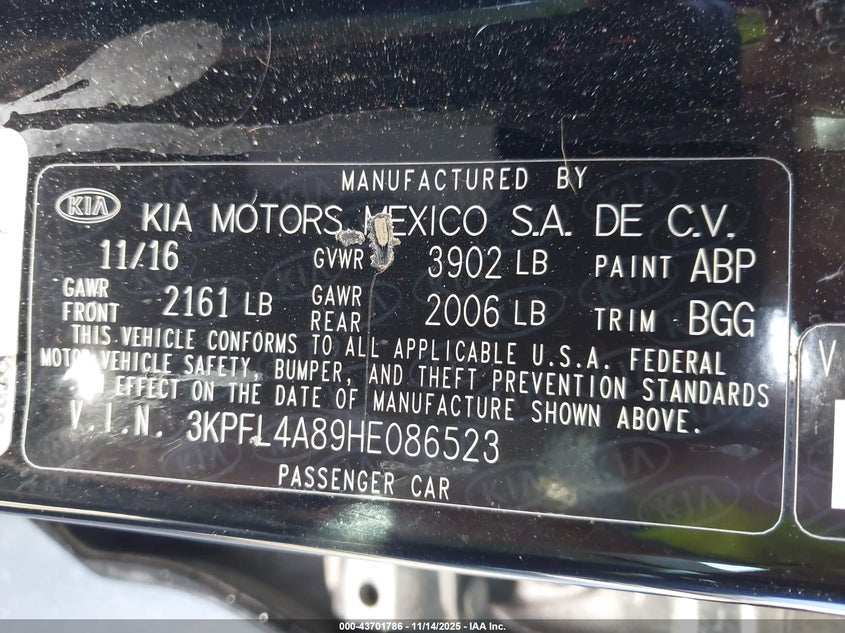 MANUFACTURED BY
KIA KIA MOTORS MEXICO S.A. DE C.V.
11/16 GVWR 3902 LB PAINT ABP
GAWR FRONT 2161 LB GAWR REAR 2006 LB TRIM BGG
THIS VEHICLE CONFORMS TO ALL APPLICABLE U.S.A. FEDERAL
MOTOR VEHICLE SAFETY, BUMPER, AND THEFT PREVENTION STANDARDS
IN EFFECT ON THE DATE OF MANUFACTURE SHOWN ABOVE.
V.I.N. 3KPFL4A89HE086523
PASSENGER CAR
V
000-43701786 - 11/14/2025 - IAA Inc.